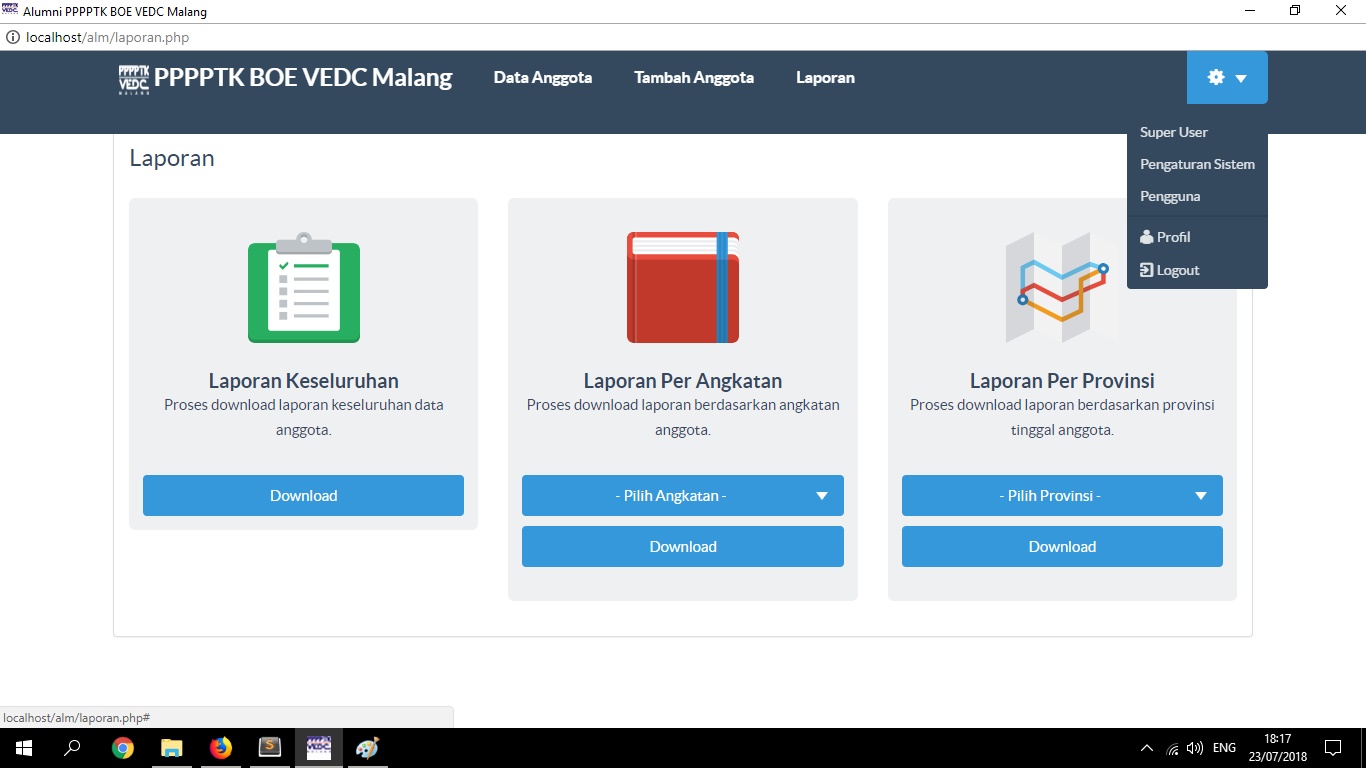 Alumni PPPPTK BOE VEDC Malang
localhost/alm/laporan.php
PPPPTK VEDC MALANG
PPPPTK BOE VEDC Malang
Data Anggota
Tambah Anggota
Laporan
Super User
Pengaturan Sistem
Pengguna
Profil
Logout
Laporan
Laporan Keseluruhan
Proses download laporan keseluruhan data
anggota.
Download
Laporan Per Angkatan
Proses download laporan berdasarkan angkatan
anggota.
- Pilih Angkatan -
Download
Laporan Per Provinsi
Proses download laporan berdasarkan provinsi
tinggal anggota.
- Pilih Provinsi -
Download
localhost/alm/laporan.php#
S
VEDC
ENG
18:17
23/07/2018